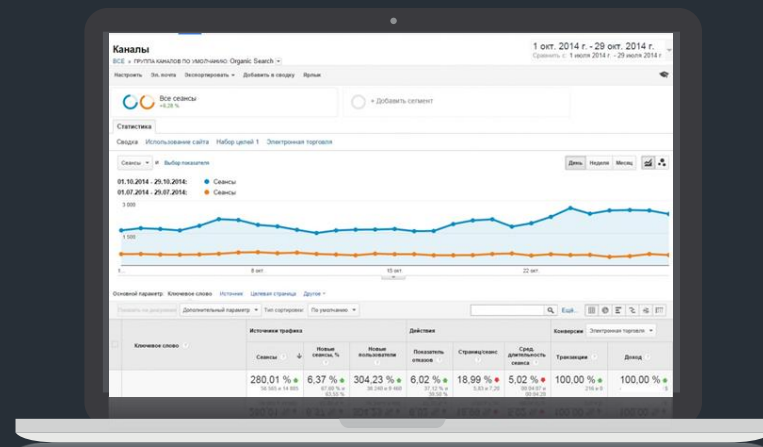 Каналы
1 окт. 2014 г. - 29 окт. 2014 г.
ВСЕ » ГРУППА КАНАЛОВ ПО УМОЛЧАНИЮ: Organic Search
Сравнить с: 1 июля 2014 г. - 29 июля 2014 г.
Настроить Эл. почта Экспортировать Добавить в сводку Ярлык
Все сеансы
+ Добавить сегмент
Статистика
Сводка Использование сайта Набор целей 1 Электронная торговля
Сеансы и Выбор показателя
День Неделя Месяц
01.10.2014 - 29.10.2014: Сеансы
01.07.2014 - 29.07.2014: Сеансы
3 000
1 500
1... 8 окт 15 окт 22 окт
Основной параметр: Ключевое слово Источник Целевая страница Другое
Дополнительный параметр Тип сортировки: По умолчанию Ещё...
Источники трафика Действия Конверсии Электронная торговля
Ключевое слово
Сеансы
Новые сеансы, %
Новые пользователи
Показатель отказов
Страниц/сеанс
Сред. длительность сеанса
Транзакции
Доход
280,01 % 6,37 % 304,23 % 6,02 % 18,99 % 5,02 % 100,00 % 100,00 %